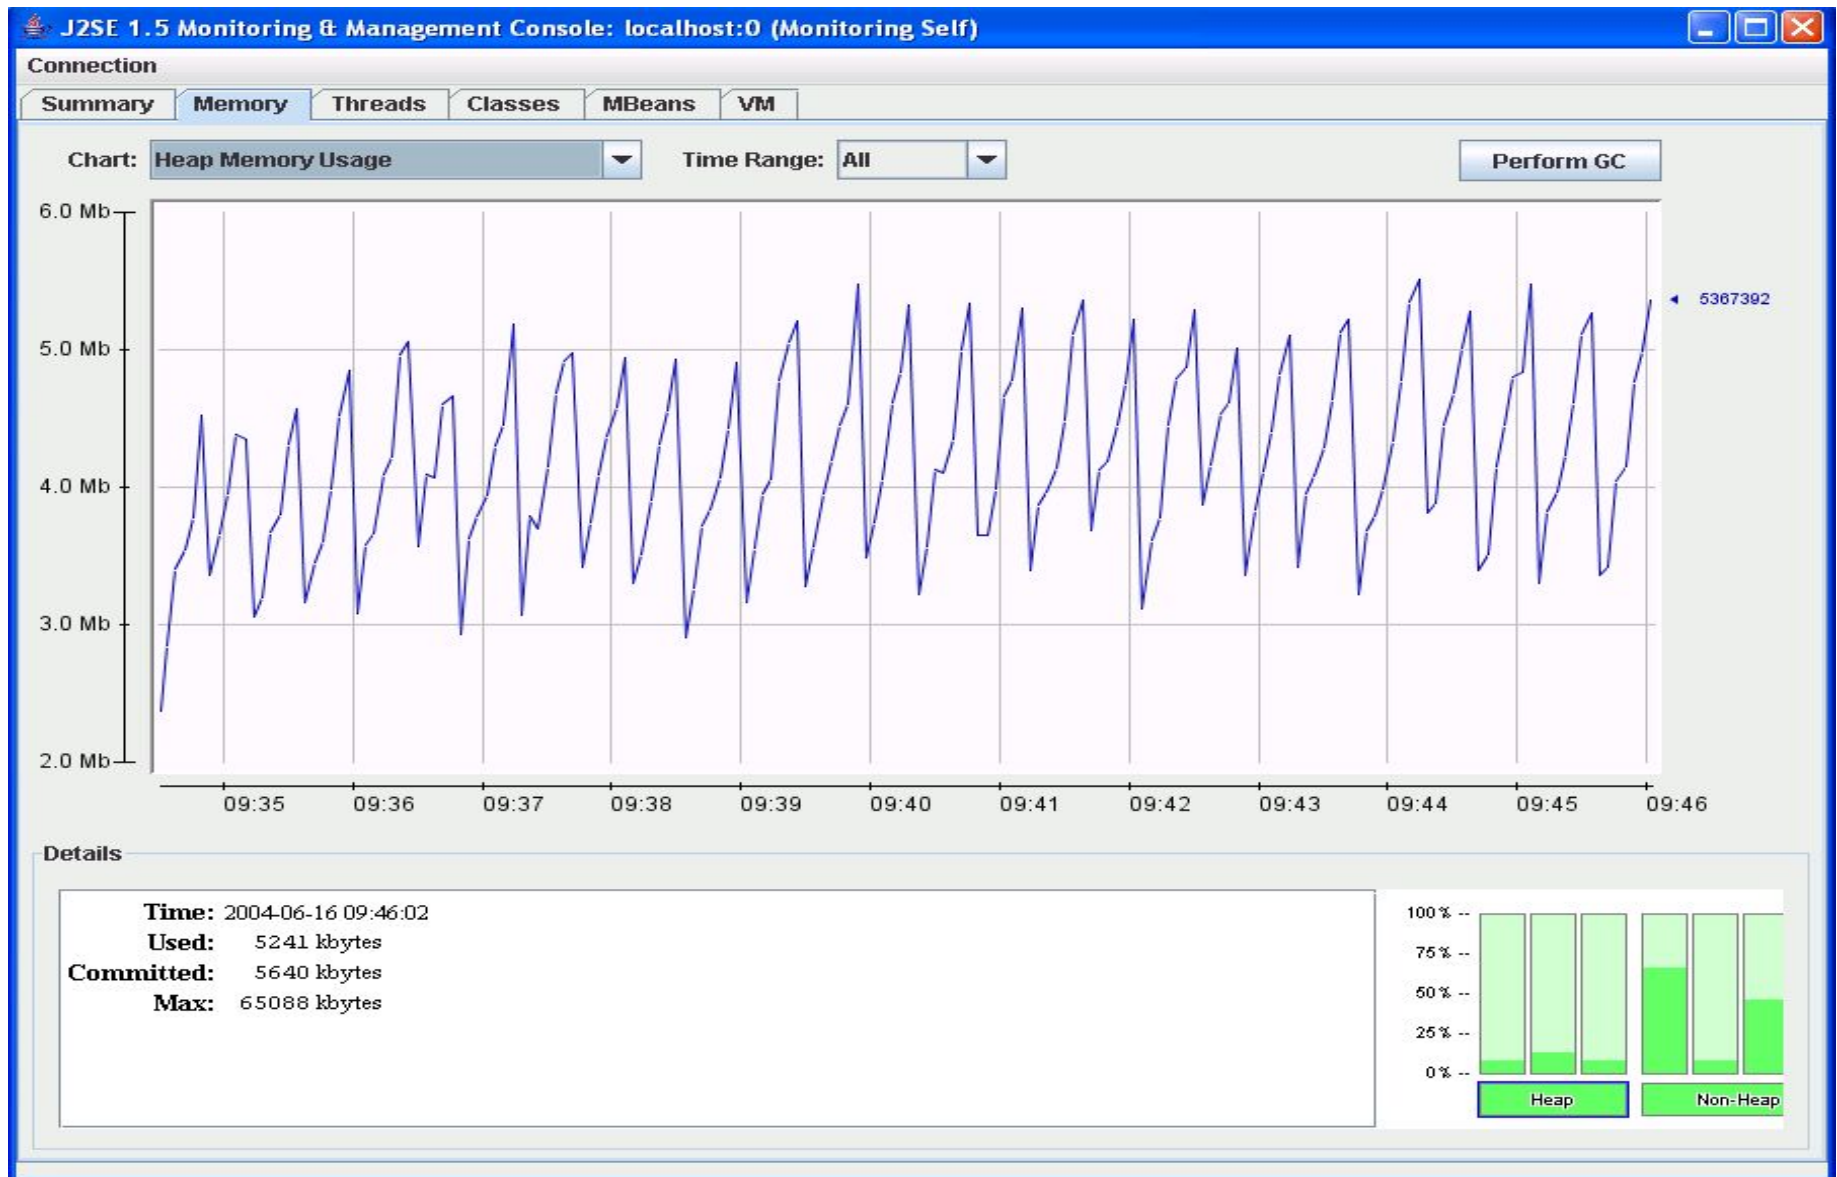 J2SE 1.5 Monitoring & Management Console: localhost:0 (Monitoring Self)
Connection
Summary Memory Threads Classes MBeans VM
Chart: Heap Memory Usage Time Range: All Perform GC
6.0 Mb
5367392
5.0 Mb
4.0 Mb
3.0 Mb
2.0 Mb
09:35 09:36 09:37 09:38 09:39 09:40 09:41 09:42 09:43 09:44 09:45 09:46
Details
Time: 2004-06-16 09:46:02
Used: 5241 kbytes
Committed: 5640 kbytes
Max: 65088 kbytes
100% --
75% --
50% --
25% --
0% --
Heap Non-Heap